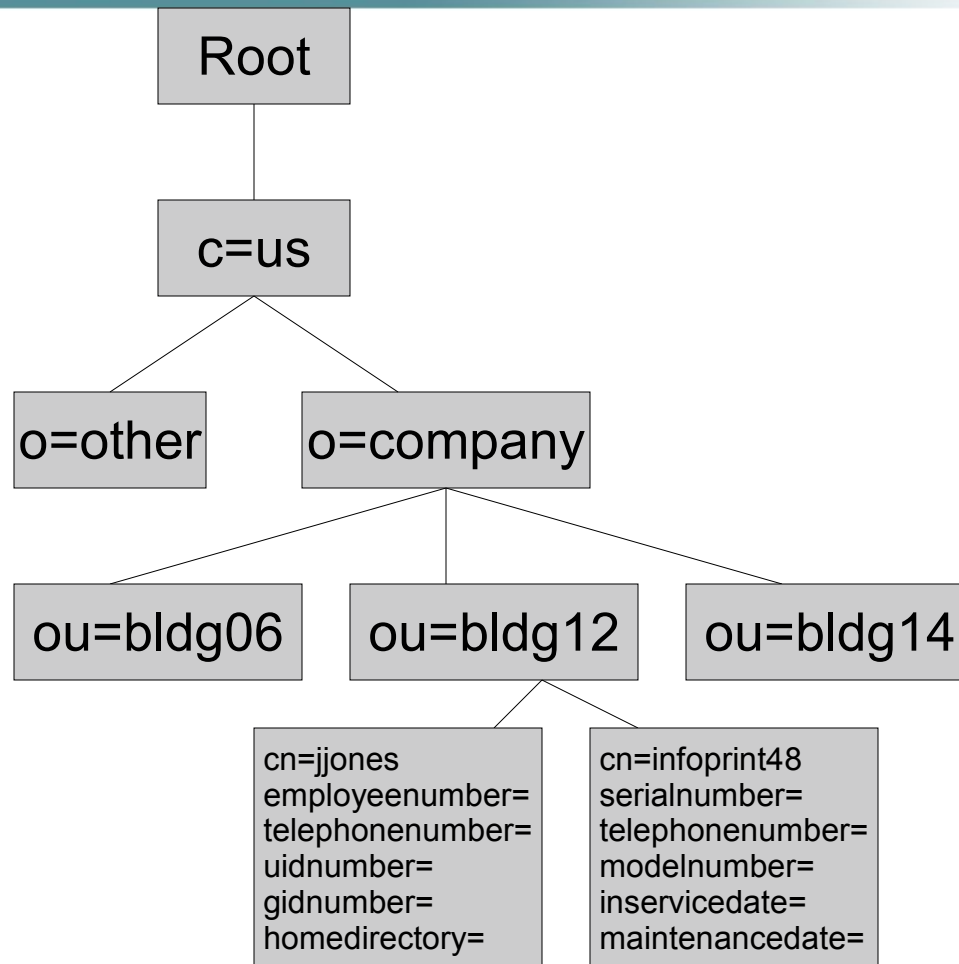 Root
c=us
o=other
o=company
ou=bldg06
ou=bldg12
ou=bldg14
cn=jjones
employeenumber=
telephonenumber=
uidnumber=
gidnumber=
homedirectory=
cn=infoprint48
serialnumber=
telephonenumber=
modelnumber=
inservicedate=
maintenancedate=